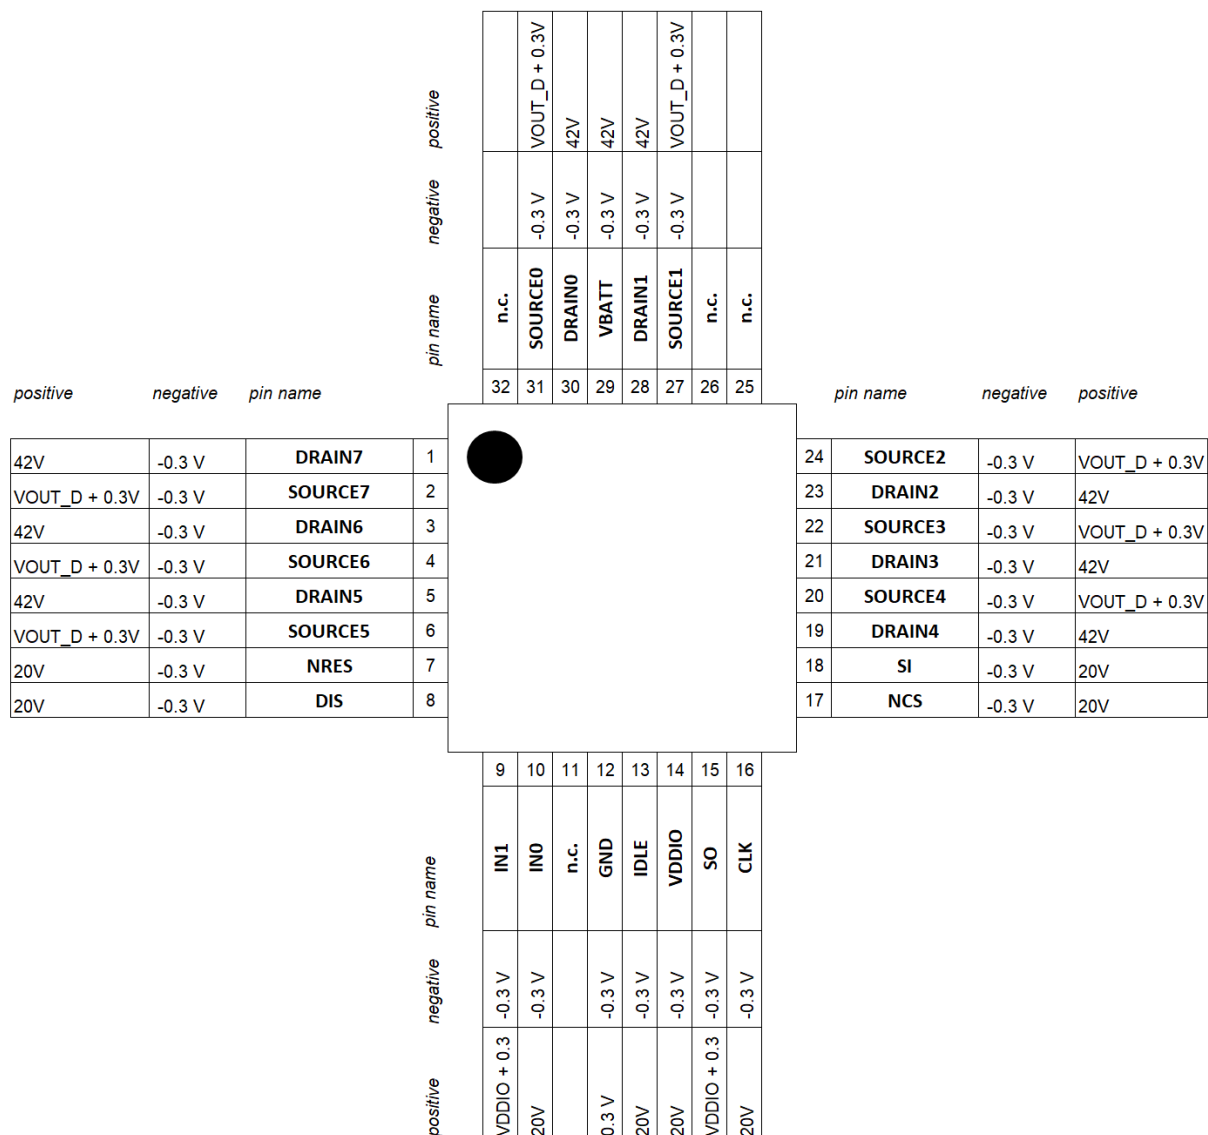 positive
VOUT_D + 0.3V
42V
42V
42V
VOUT_D + 0.3V
negative
-0.3 V
-0.3 V
-0.3 V
-0.3 V
-0.3 V
pin name
n.c.
SOURCE0
DRAIN0
VBATT
DRAIN1
SOURCE1
n.c.
n.c.
32 31 30 29 28 27 26 25
positive negative pin name
42V -0.3 V DRAIN7 1
VOUT_D + 0.3V -0.3 V SOURCE7 2
42V -0.3 V DRAIN6 3
VOUT_D + 0.3V -0.3 V SOURCE6 4
42V -0.3 V DRAIN5 5
VOUT_D + 0.3V -0.3 V SOURCE5 6
20V -0.3 V NRES 7
20V -0.3 V DIS 8
pin name negative positive
24 SOURCE2 -0.3 V VOUT_D + 0.3V
23 DRAIN2 -0.3 V 42V
22 SOURCE3 -0.3 V VOUT_D + 0.3V
21 DRAIN3 -0.3 V 42V
20 SOURCE4 -0.3 V VOUT_D + 0.3V
19 DRAIN4 -0.3 V 42V
18 SI -0.3 V 20V
17 NCS -0.3 V 20V
9 10 11 12 13 14 15 16
pin name
IN1
IN0
n.c.
GND
IDLE
VDDIO
SO
CLK
negative
-0.3 V
-0.3 V
-0.3 V
-0.3 V
-0.3 V
-0.3 V
-0.3 V
positive
VDDIO + 0.3
20V
0.3 V
20V
20V
VDDIO + 0.3
20V